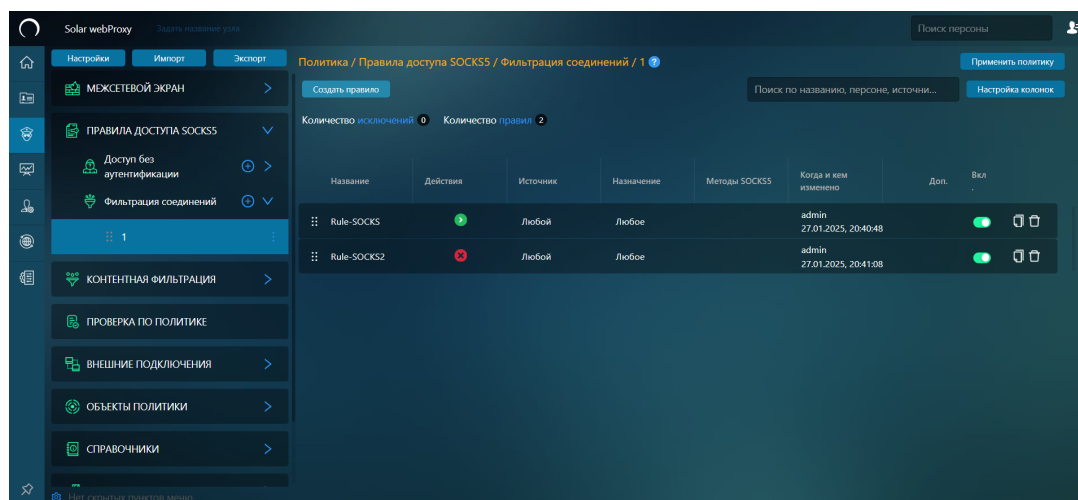 Solar webProxy
Задать название узла
Поиск персоны
Настройки
Импорт
Экспорт
МЕЖСЕТЕВОЙ ЭКРАН
ПРАВИЛА ДОСТУПА SOCKS5
Доступ без
аутентификации
Фильтрация соединений
1
КОНТЕНТНАЯ ФИЛЬТРАЦИЯ
ПРОВЕРКА ПО ПОЛИТИКЕ
ВНЕШНИЕ ПОДКЛЮЧЕНИЯ
ОБЪЕКТЫ ПОЛИТИКИ
СПРАВОЧНИКИ
Нет скрытых пунктов меню
Политика / Правила доступа SOCKS5 / Фильтрация соединений / 1 ?
Применить политику
Создать правило
Поиск по названию, персоне, источни...
Настройка колонок
Количество исключений 0 Количество правил 2
Название Действия Источник Назначение Методы SOCKS5 Когда и кем изменено Доп. Вкл.
Rule-SOCKS Любой Любое admin
27.01.2025, 20:40:48
Rule-SOCKS2 Любой Любое admin
27.01.2025, 20:41:08